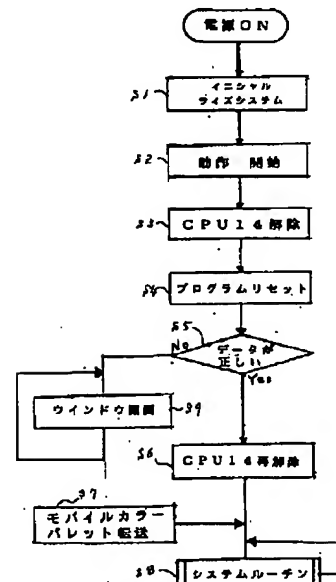 電源ON
S1
イニシャル
ライズシステム
S2
動作 開始
S3
CPU14解除
S4
プログラムリセット
S5
データが
正しい
No
Yes
ウインドウ開閉
S9
S6
CPU14再解除
S7
モバイルカラー
パレット転送
S8
システムルーチン